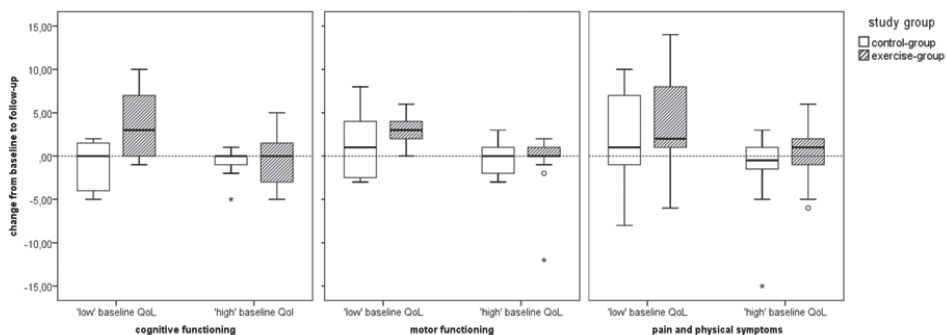 study group
control-group
exercise-group
15,00
10,00
5,00
,00
-5,00
-10,00
-15,00
change from baseline to follow-up
'low' baseline QoL 'high' baseline Qol
'low' baseline QoL 'high' baseline QoL
'low' baseline QoL 'high' baseline QoL
cognitive functioning
motor functioning
pain and physical symptoms